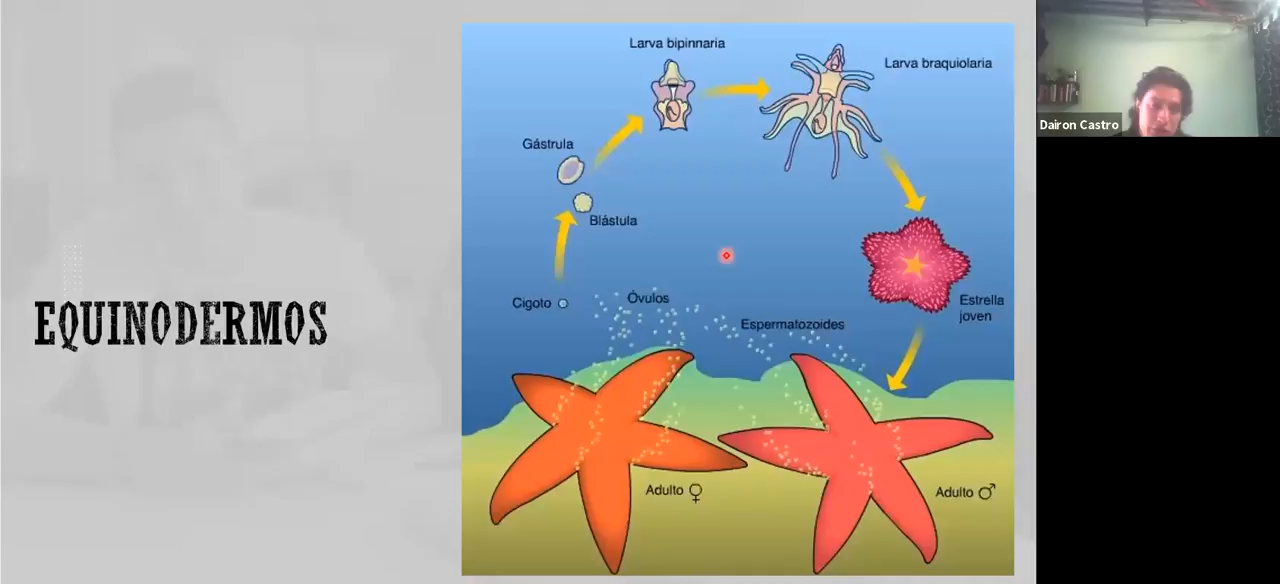 EQUINODERMOS
Larva bipinnaria
Larva braquiolaria
Gástrula
Blástula
Cigoto
Óvulos
Espermatozoides
Estrella
joven
Adulto ♀
Adulto ♂
Dairon Castro